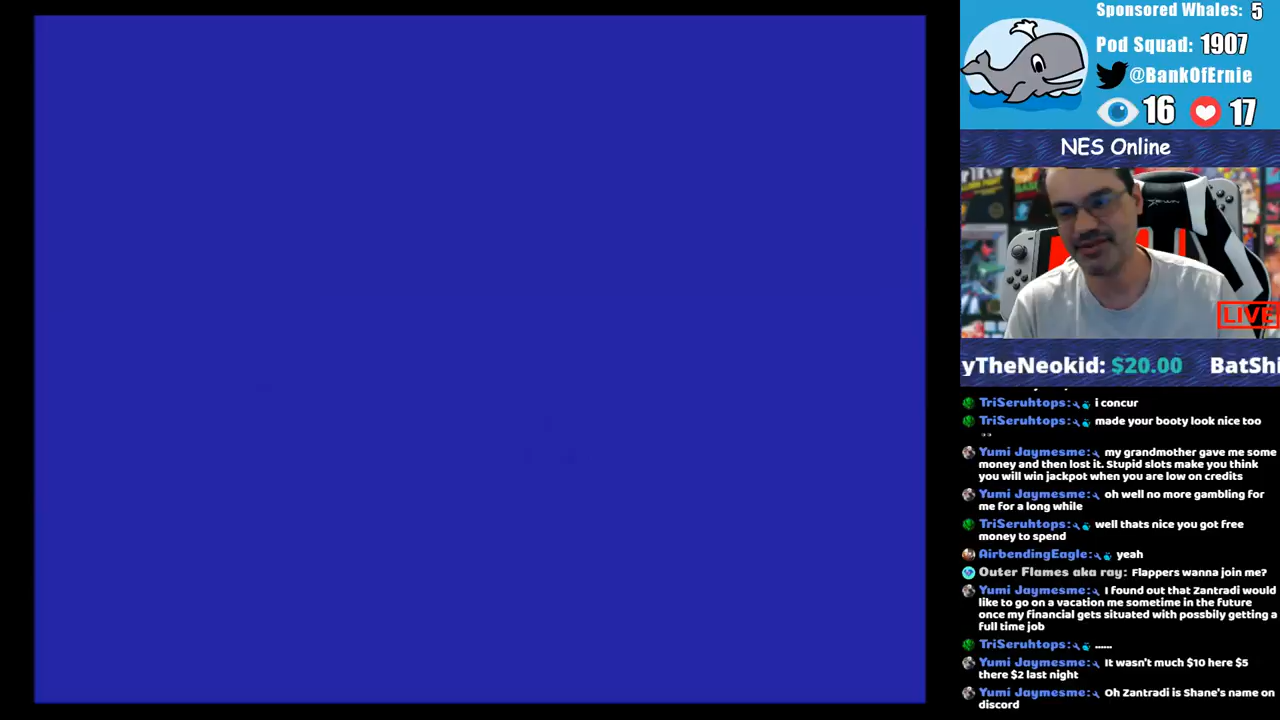 Sponsored Whales: 5
Pod Squad: 1907
@BankOfErnie
16 17
NES Online
LIVE
yTheNeokid: $20.00 BatShi
TriSeruhtops: i concur
TriSeruhtops: made your booty look nice too
Yumi Jaymesme: my grandmother gave me some
money and then lost it. Stupid slots make you think
you will win jackpot when you are low on credits
Yumi Jaymesme: oh well no more gambling for
me for a long while
TriSeruhtops: well thats nice you got free
money to spend
AirbendingEagle: yeah
Outer Flames aka ray: Flappers wanna join me?
Yumi Jaymesme: I found out that Zantradi would
like to go on a vacation me sometime in the future
once my financial gets situated with possbily getting a
full time job
TriSeruhtops: ......
Yumi Jaymesme: It wasn't much $10 here $5
there $2 last night
Yumi Jaymesme: Oh Zantradi is Shane's name on
discord